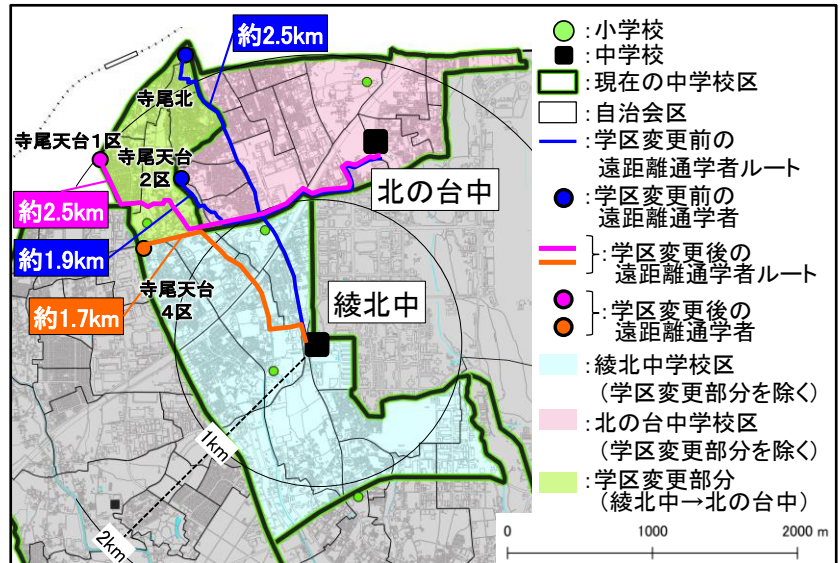 約2.5km
寺尾北
寺尾天台1区
寺尾天台
2区
約2.5km
北の台中
約1.9km
約1.7km
寺尾天台
4区
綾北中
1km
2km
:小学校
:中学校
:現在の中学校区
:自治会区
:学区変更前の
遠距離通学者ルート
:学区変更前の
遠距離通学者
:学区変更後の
遠距離通学者ルート
:学区変更後の
遠距離通学者
:綾北中学校区
(学区変更部分を除く)
:北の台中学校区
(学区変更部分を除く)
:学区変更部分
(綾北中→北の台中)
0 1000 2000 m